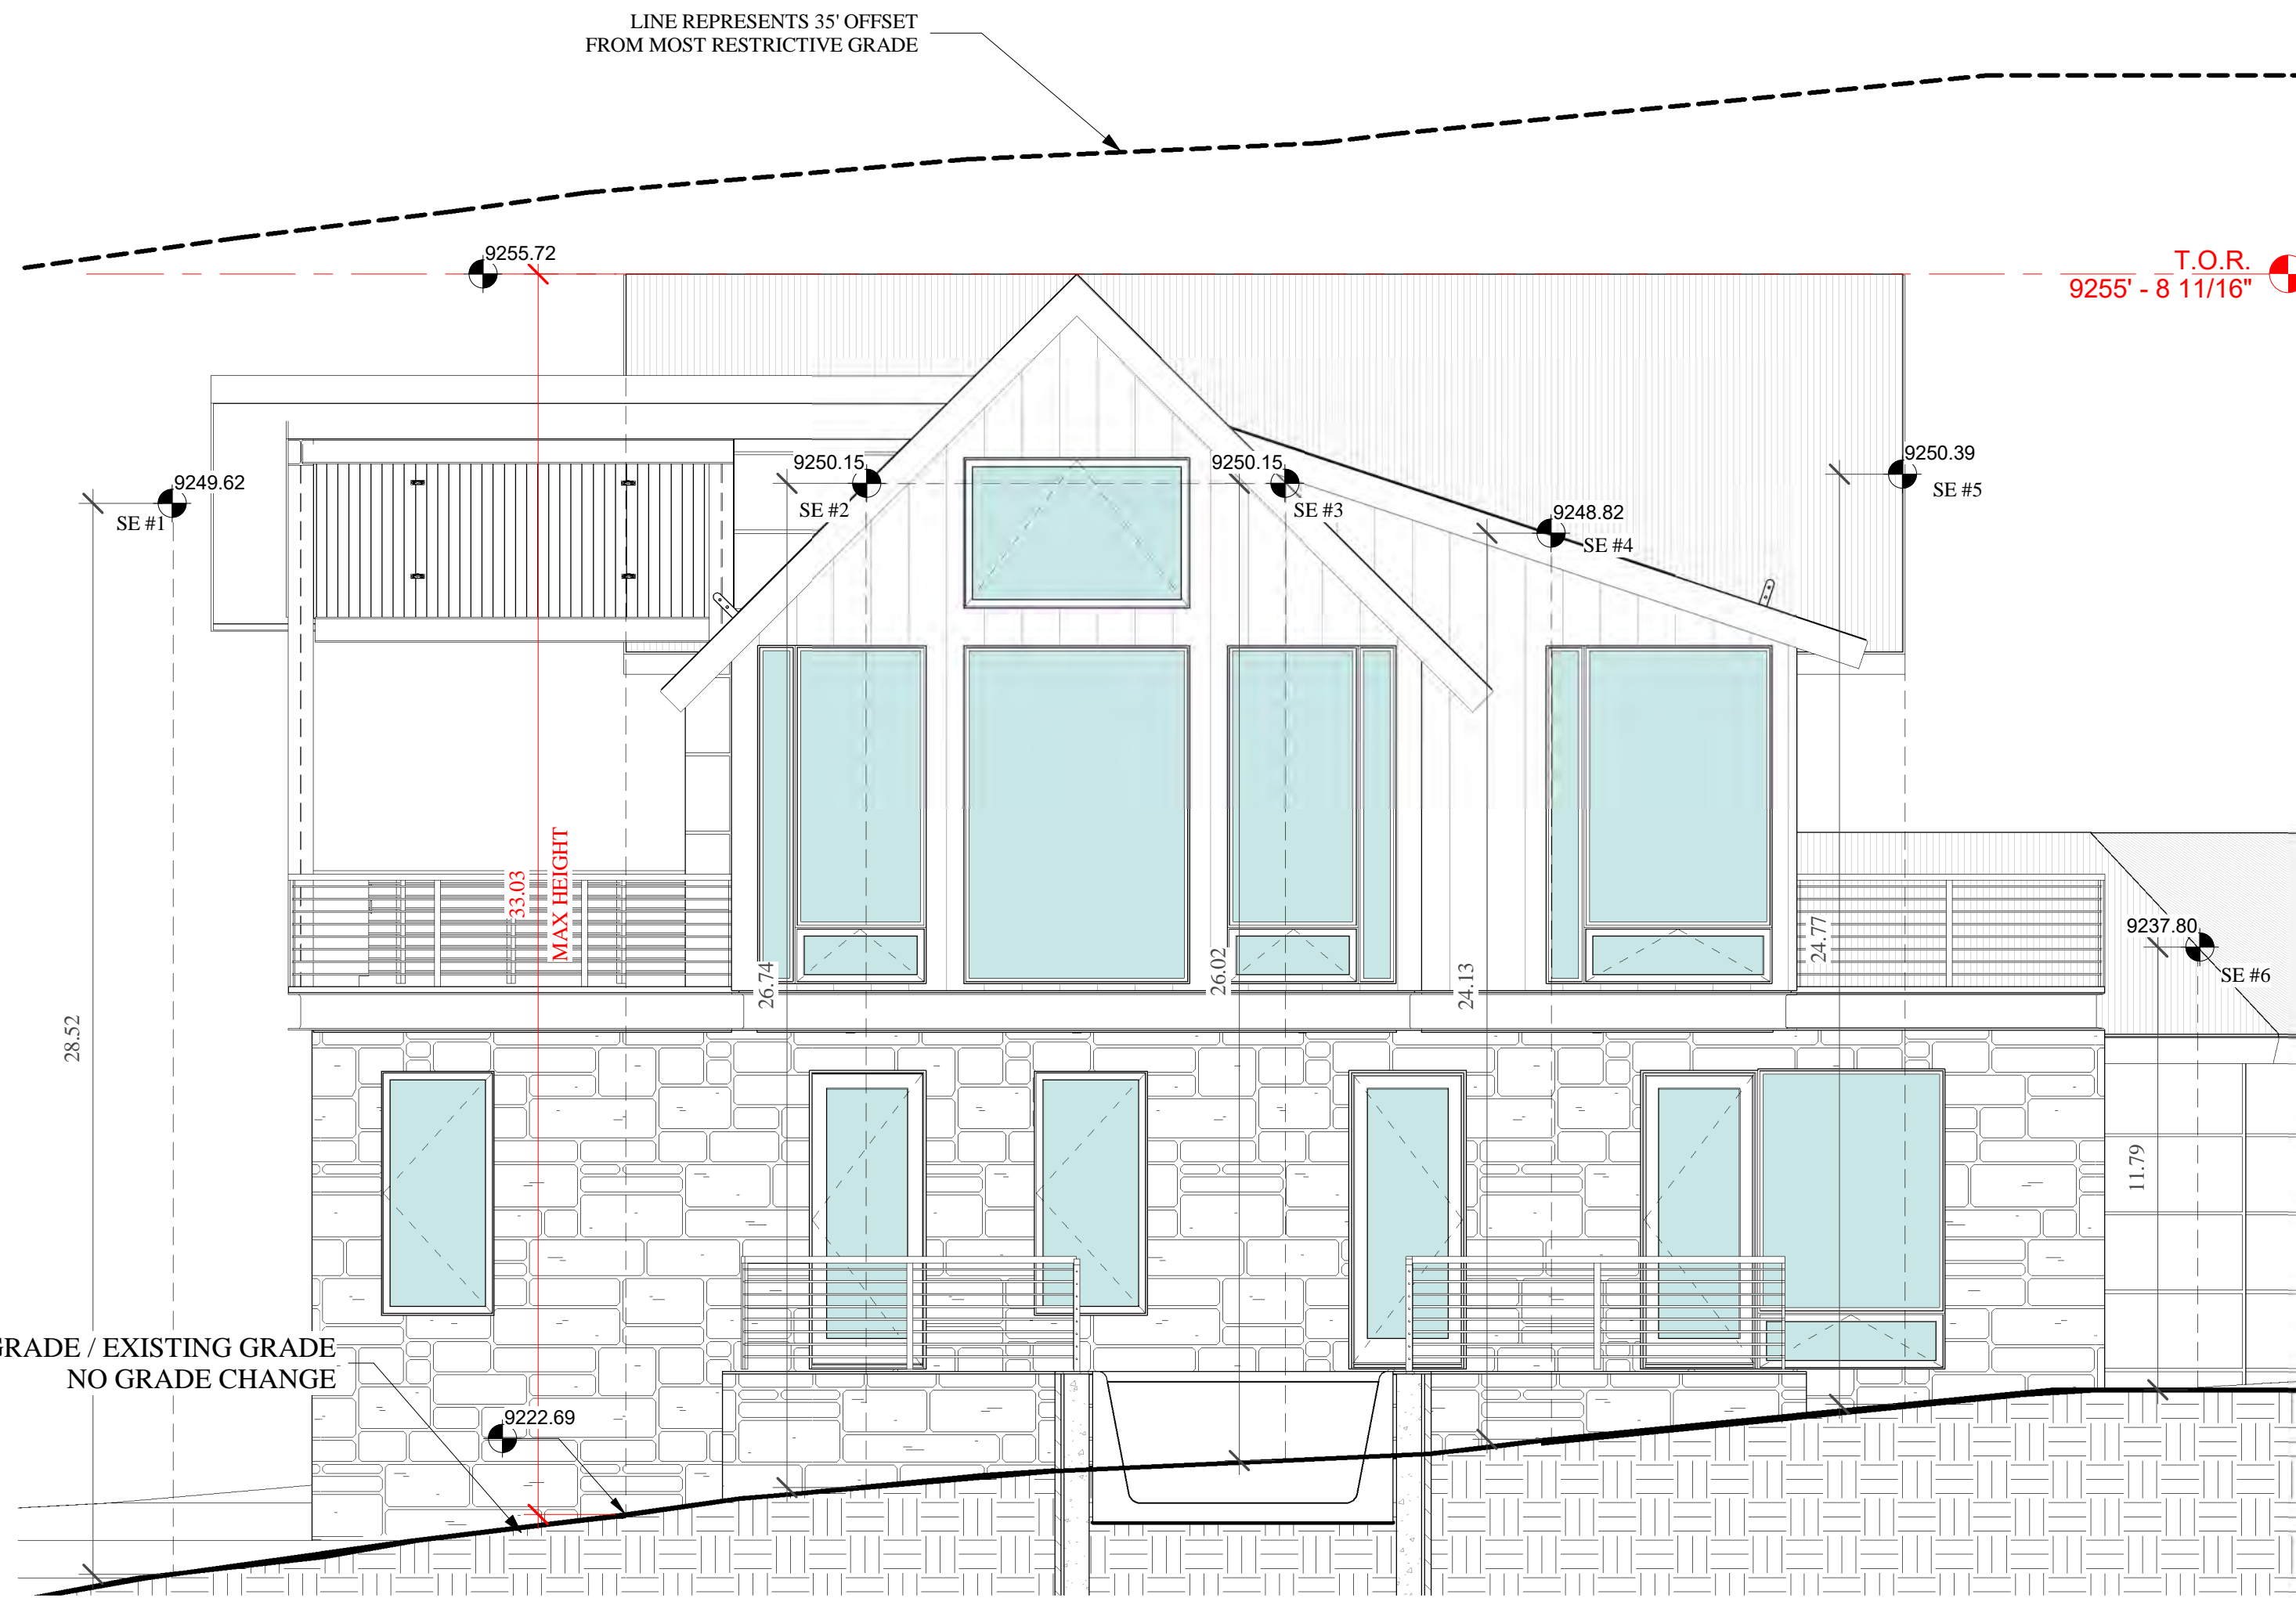 LINE REPRESENTS 35' OFFSET
FROM MOST RESTRICTIVE GRADE
9255.72
T.O.R.
9255' - 8 11/16"
9249.62
SE #1
9250.15
SE #2
9250.15
SE #3
9248.82
SE #4
9250.39
SE #5
33.03
MAX HEIGHT
26.74
26.02
24.13
24.77
9237.80
SE #6
28.52
11.79
GRADE / EXISTING GRADE
NO GRADE CHANGE
9222.69